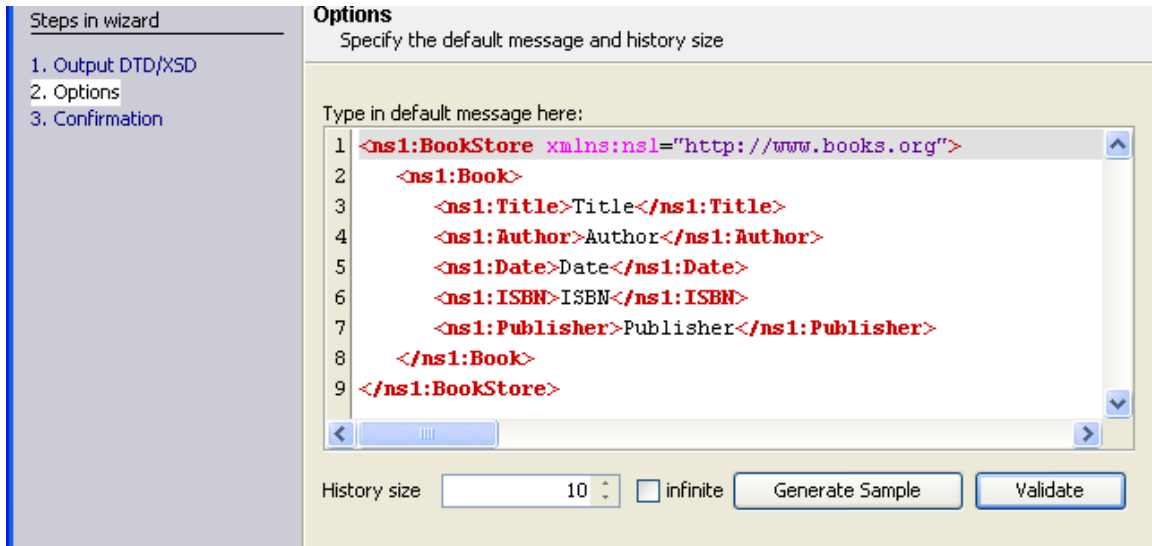 Steps in wizard
1. Output DTD/XSD
2. Options
3. Confirmation
Options
Specify the default message and history size
Type in default message here:
1 <ns1:BookStore xmlns:nsl="http://www.books.org">
2 <ns1:Book>
3 <ns1:Title>Title</ns1:Title>
4 <ns1:Author>Author</ns1:Author>
5 <ns1:Date>Date</ns1:Date>
6 <ns1:ISBN>ISBN</ns1:ISBN>
7 <ns1:Publisher>Publisher</ns1:Publisher>
8 </ns1:Book>
9 </ns1:BookStore>
History size 10 infinite Generate Sample Validate